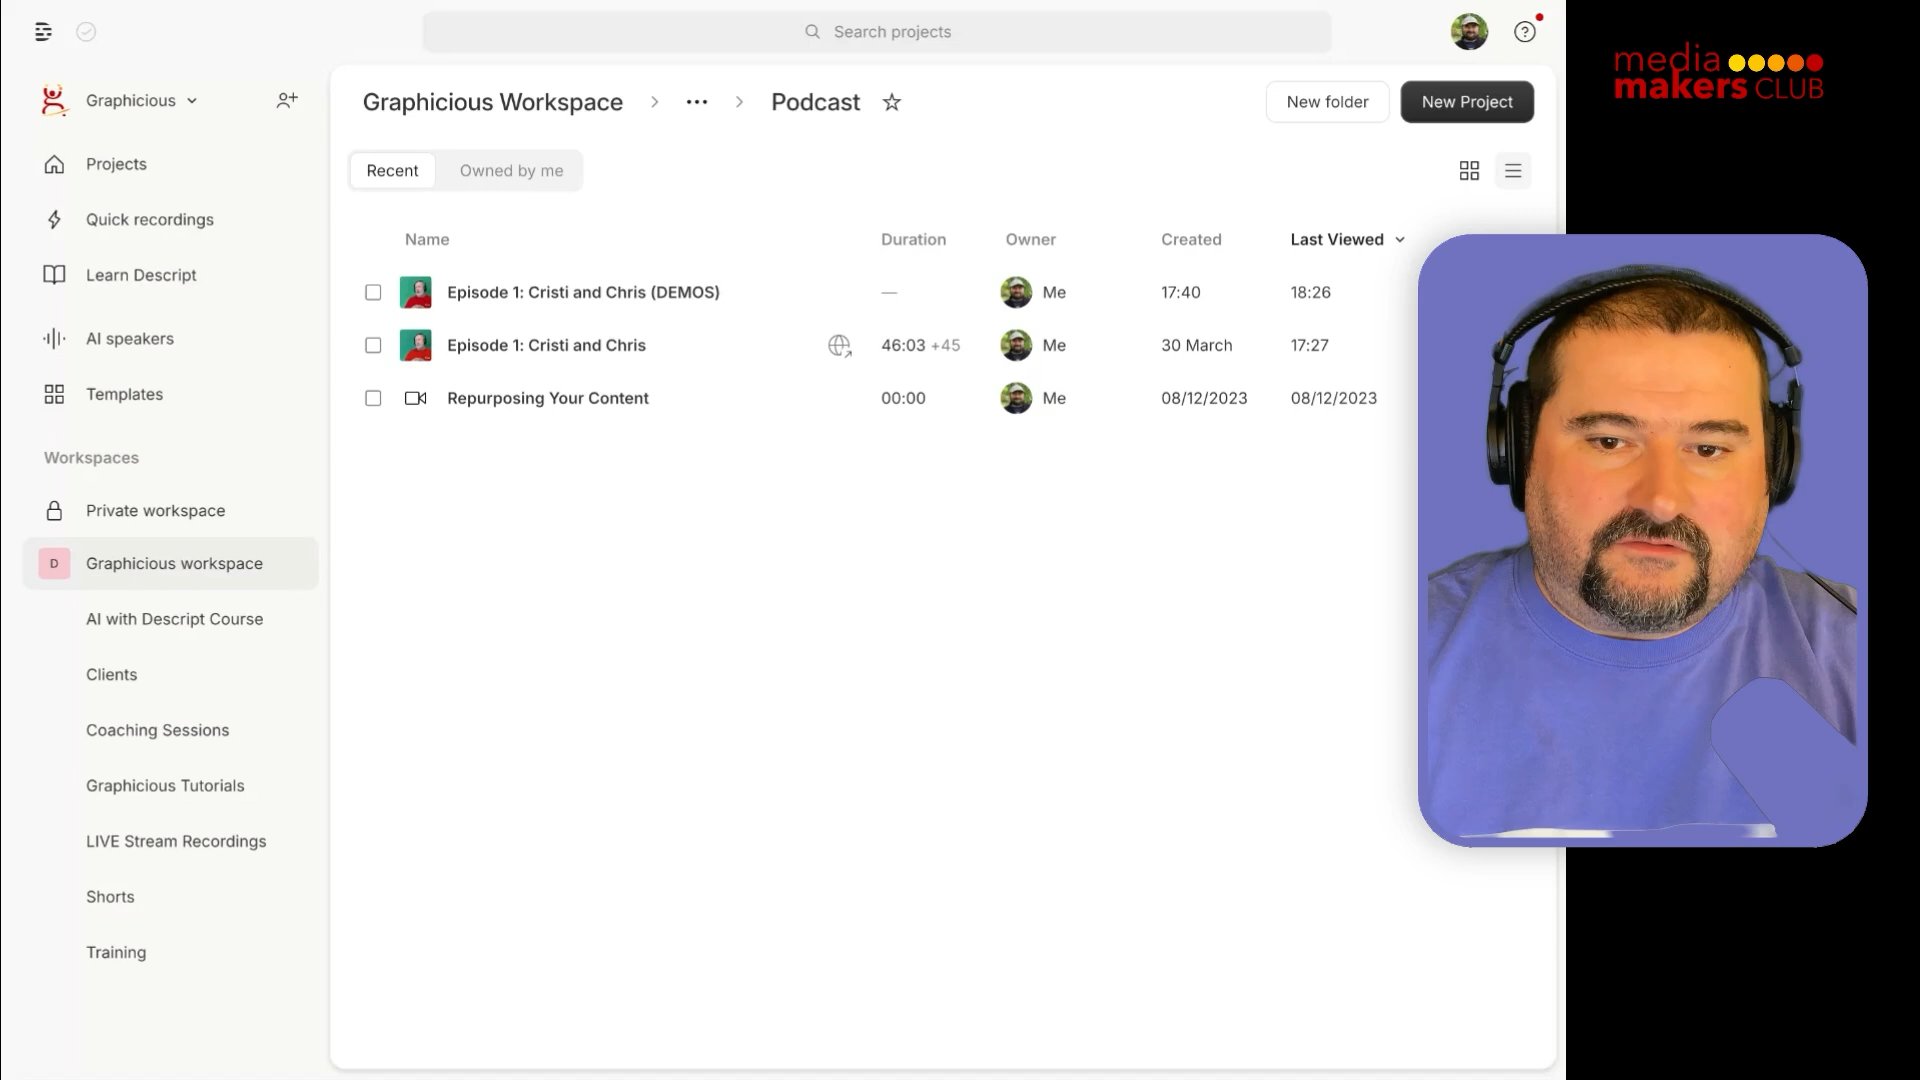 Search projects
?
media
makers CLUB
Graphicious
Graphicious Workspace > ··· > Podcast
New folder
New Project
Projects
Recent
Owned by me
Quick recordings
Name
Duration
Owner
Created
Last Viewed
Learn Descript
Episode 1: Cristi and Chris (DEMOS)
—
Me
17:40
18:26
AI speakers
Episode 1: Cristi and Chris
46:03 +45
Me
30 March
17:27
Templates
Repurposing Your Content
00:00
Me
08/12/2023
08/12/2023
Workspaces
Private workspace
D
Graphicious workspace
AI with Descript Course
Clients
Coaching Sessions
Graphicious Tutorials
LIVE Stream Recordings
Shorts
Training